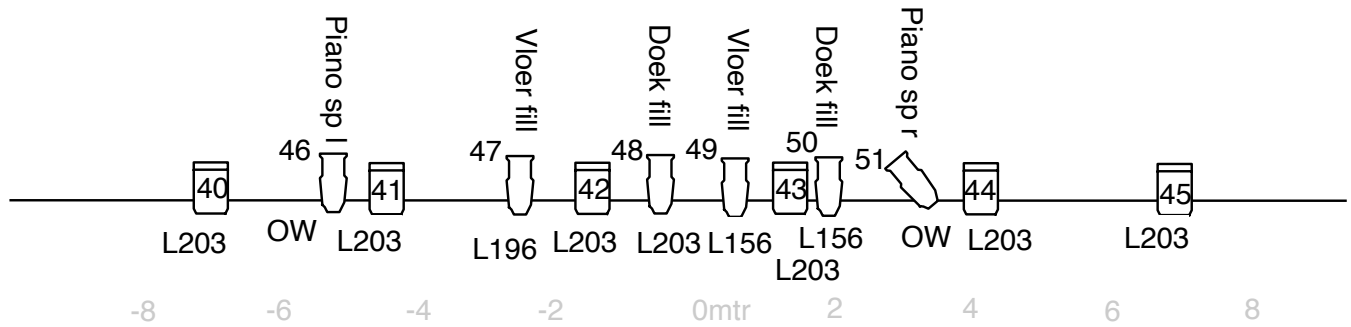 Piano sp l
Vloer fill
Doek fill
Vloer fill
Doek fill
Piano sp r
46
47
48
49
50
51
40
41
42
43
44
45
L203
OW
L203
L196
L203
L203
L156
L156
OW
L203
L203
L203
-8
-6
-4
-2
0mtr
2
4
6
8